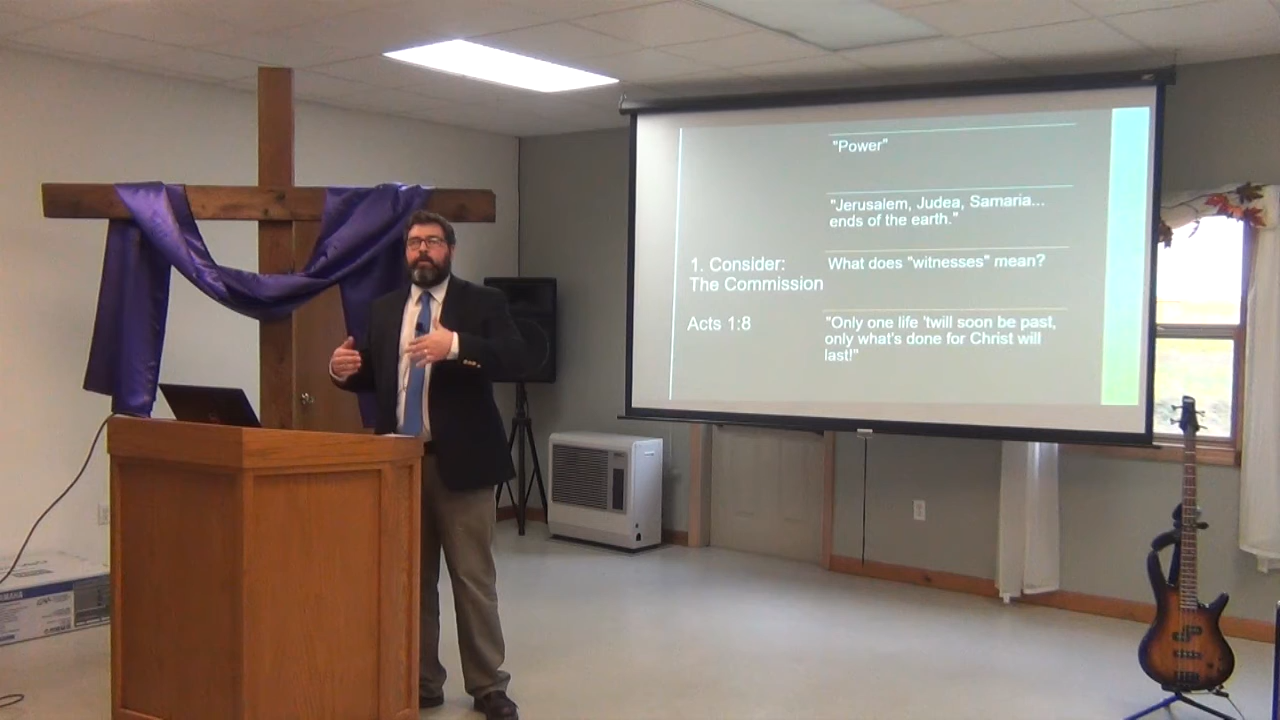 "Power"
"Jerusalem, Judea, Samaria...
ends of the earth."
1. Consider:
The Commission
Acts 1:8
What does "witnesses" mean?
"Only one life 'twill soon be past,
only what's done for Christ will
last!"
YAMAHA